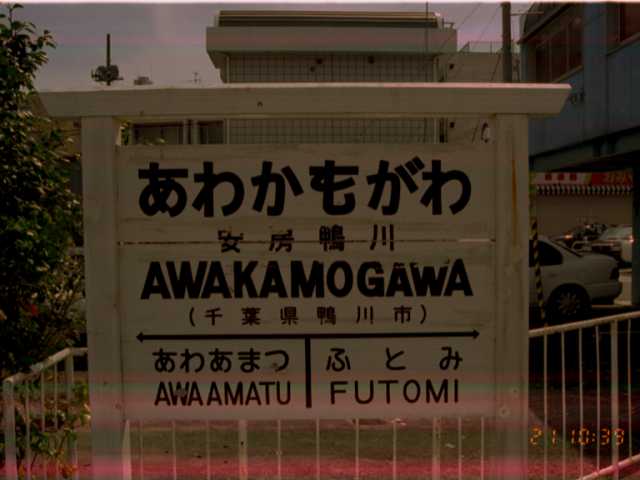 あわかもがわ
安房鴨川
AWAKAMOGAWA
(千葉県鴨川市)
あわあまつ ふとみ
AWAAMATU FUTOMI
21 10:39